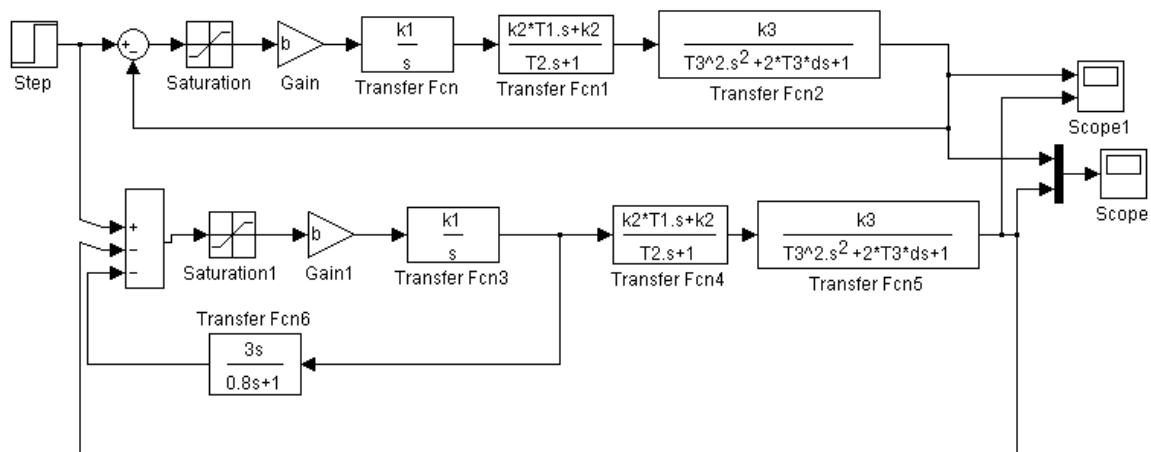 Step
+
−
Saturation
b
Gain
k1
s
Transfer Fcn
k2*T1.s+k2
T2.s+1
Transfer Fcn1
k3
T3^2.s²+2*T3*ds+1
Transfer Fcn2
Scope1
Scope
+
−
−
Saturation1
b
Gain1
k1
s
Transfer Fcn3
k2*T1.s+k2
T2.s+1
Transfer Fcn4
k3
T3^2.s²+2*T3*ds+1
Transfer Fcn5
Transfer Fcn6
3s
0.8s+1